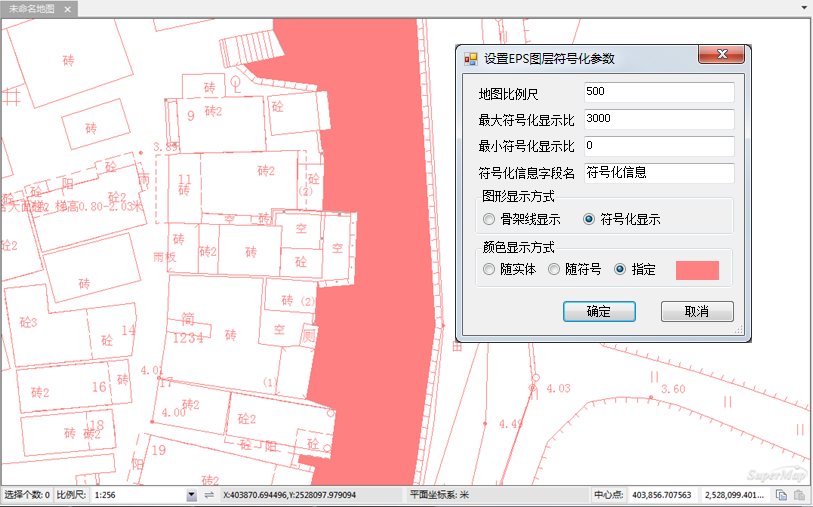 未命名地图
砖
砖
9
砖
砖2
砼
3.89
雨
11
砖
砖2
砼
(2)
砼
阳
砼
砼
砼2
梯高0.80-2.03米
砼2
空
砖
空
空
砼
砖
砖2
砖
雨板
砖
砼3
14
砼
简
1234
砖
砖
(2)
空
厕
砖2
16
砖
4.01
17
(1)
4.00
砖2
砼2
18
砖
砖2
砼
阳
砼
19
阳
砖2
4.49
4.03
3.60
设置EPS图层符号化参数
地图比例尺
500
最大符号化显示比
3000
最小符号化显示比
0
符号化信息字段名
符号化信息
图形显示方式
骨架线显示
符号化显示
颜色显示方式
随实体
随符号
指定
确定
取消
SuperMap
选择个数: 0
比例尺:
1:256
X:403870.694496,Y:2528097.979094
平面坐标系: 米
中心点:
403,856.707563
2,528,099.401...